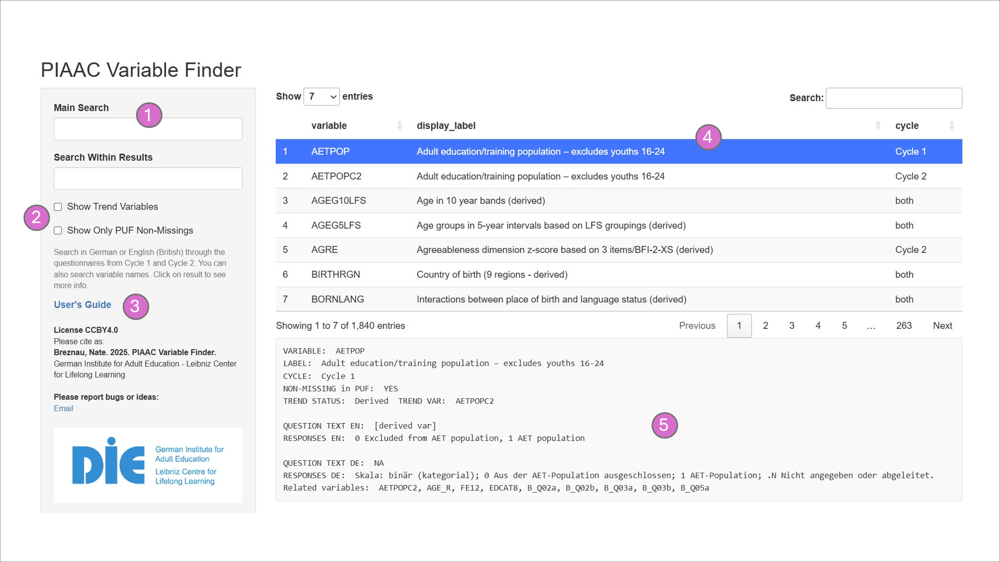 PIAAC Variable Finder
Main Search
1
Search Within Results
2
Show Trend Variables
Show Only PUF Non-Missings
Search in German or English (British) through the
questionnaires from Cycle 1 and Cycle 2. You can
also search variable names. Click on result to see
more info.
User's Guide
3
License CCBY4.0
Please cite as:
Breznau, Nate. 2025. PIAAC Variable Finder.
German Institute for Adult Education - Leibniz Center
for Lifelong Learning.
Please report bugs or ideas:
Email
DIE
German Institute for
Adult Education
Leibniz Centre for
Lifelong Learning
Show 7 entries
Search:
variable display_label cycle
4
1 AETPOP Adult education/training population – excludes youths 16-24 Cycle 1
2 AETPOPC2 Adult education/training population – excludes youths 16-24 Cycle 2
3 AGEG10LFS Age in 10 year bands (derived) both
4 AGEG5LFS Age groups in 5-year intervals based on LFS groupings (derived) both
5 AGRE Agreeableness dimension z-score based on 3 items/BFI-2-XS (derived) Cycle 2
6 BIRTHRGN Country of birth (9 regions - derived) both
7 BORNLANG Interactions between place of birth and language status (derived) both
Showing 1 to 7 of 1,840 entries
Previous 1 2 3 4 5 … 263 Next
VARIABLE: AETPOP
LABEL: Adult education/training population – excludes youths 16-24
CYCLE: Cycle 1
NON-MISSING in PUF: YES
TREND STATUS: Derived TREND VAR: AETPOPC2
5
QUESTION TEXT EN: [derived var]
RESPONSES EN: 0 Excluded from AET population, 1 AET population
QUESTION TEXT DE: NA
RESPONSES DE: Skala: binär (kategorial); 0 Aus der AET-Population ausgeschlossen; 1 AET-Population; .N Nicht angegeben oder abgeleitet.
Related variables: AETPOPC2, AGE_R, FE12, EDCAT8, B_Q02a, B_Q02b, B_Q03a, B_Q03b, B_Q05a